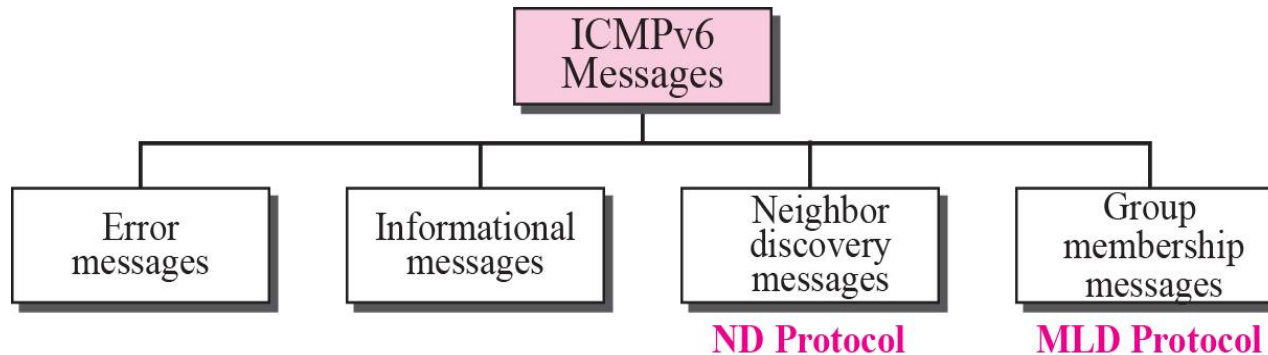 ICMPv6
Messages
Error
messages
Informational
messages
Neighbor
discovery
messages
Group
membership
messages
ND Protocol
MLD Protocol